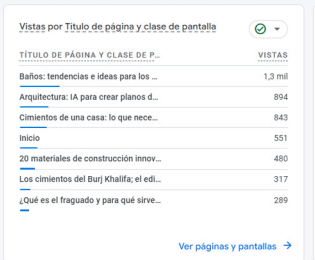 Vistas por Título de página y clase de pantalla
TÍTULO DE PÁGINA Y CLASE DE P... VISTAS
Baños: tendencias e ideas para los ... 1,3 mil
Arquitectura: IA para crear planos d... 894
Cimientos de una casa: lo que nece... 843
Inicio 551
20 materiales de construcción innov... 480
Los cimientos del Burj Khalifa; el edi... 317
¿Qué es el fraguado y para qué sirve... 289
Ver páginas y pantallas